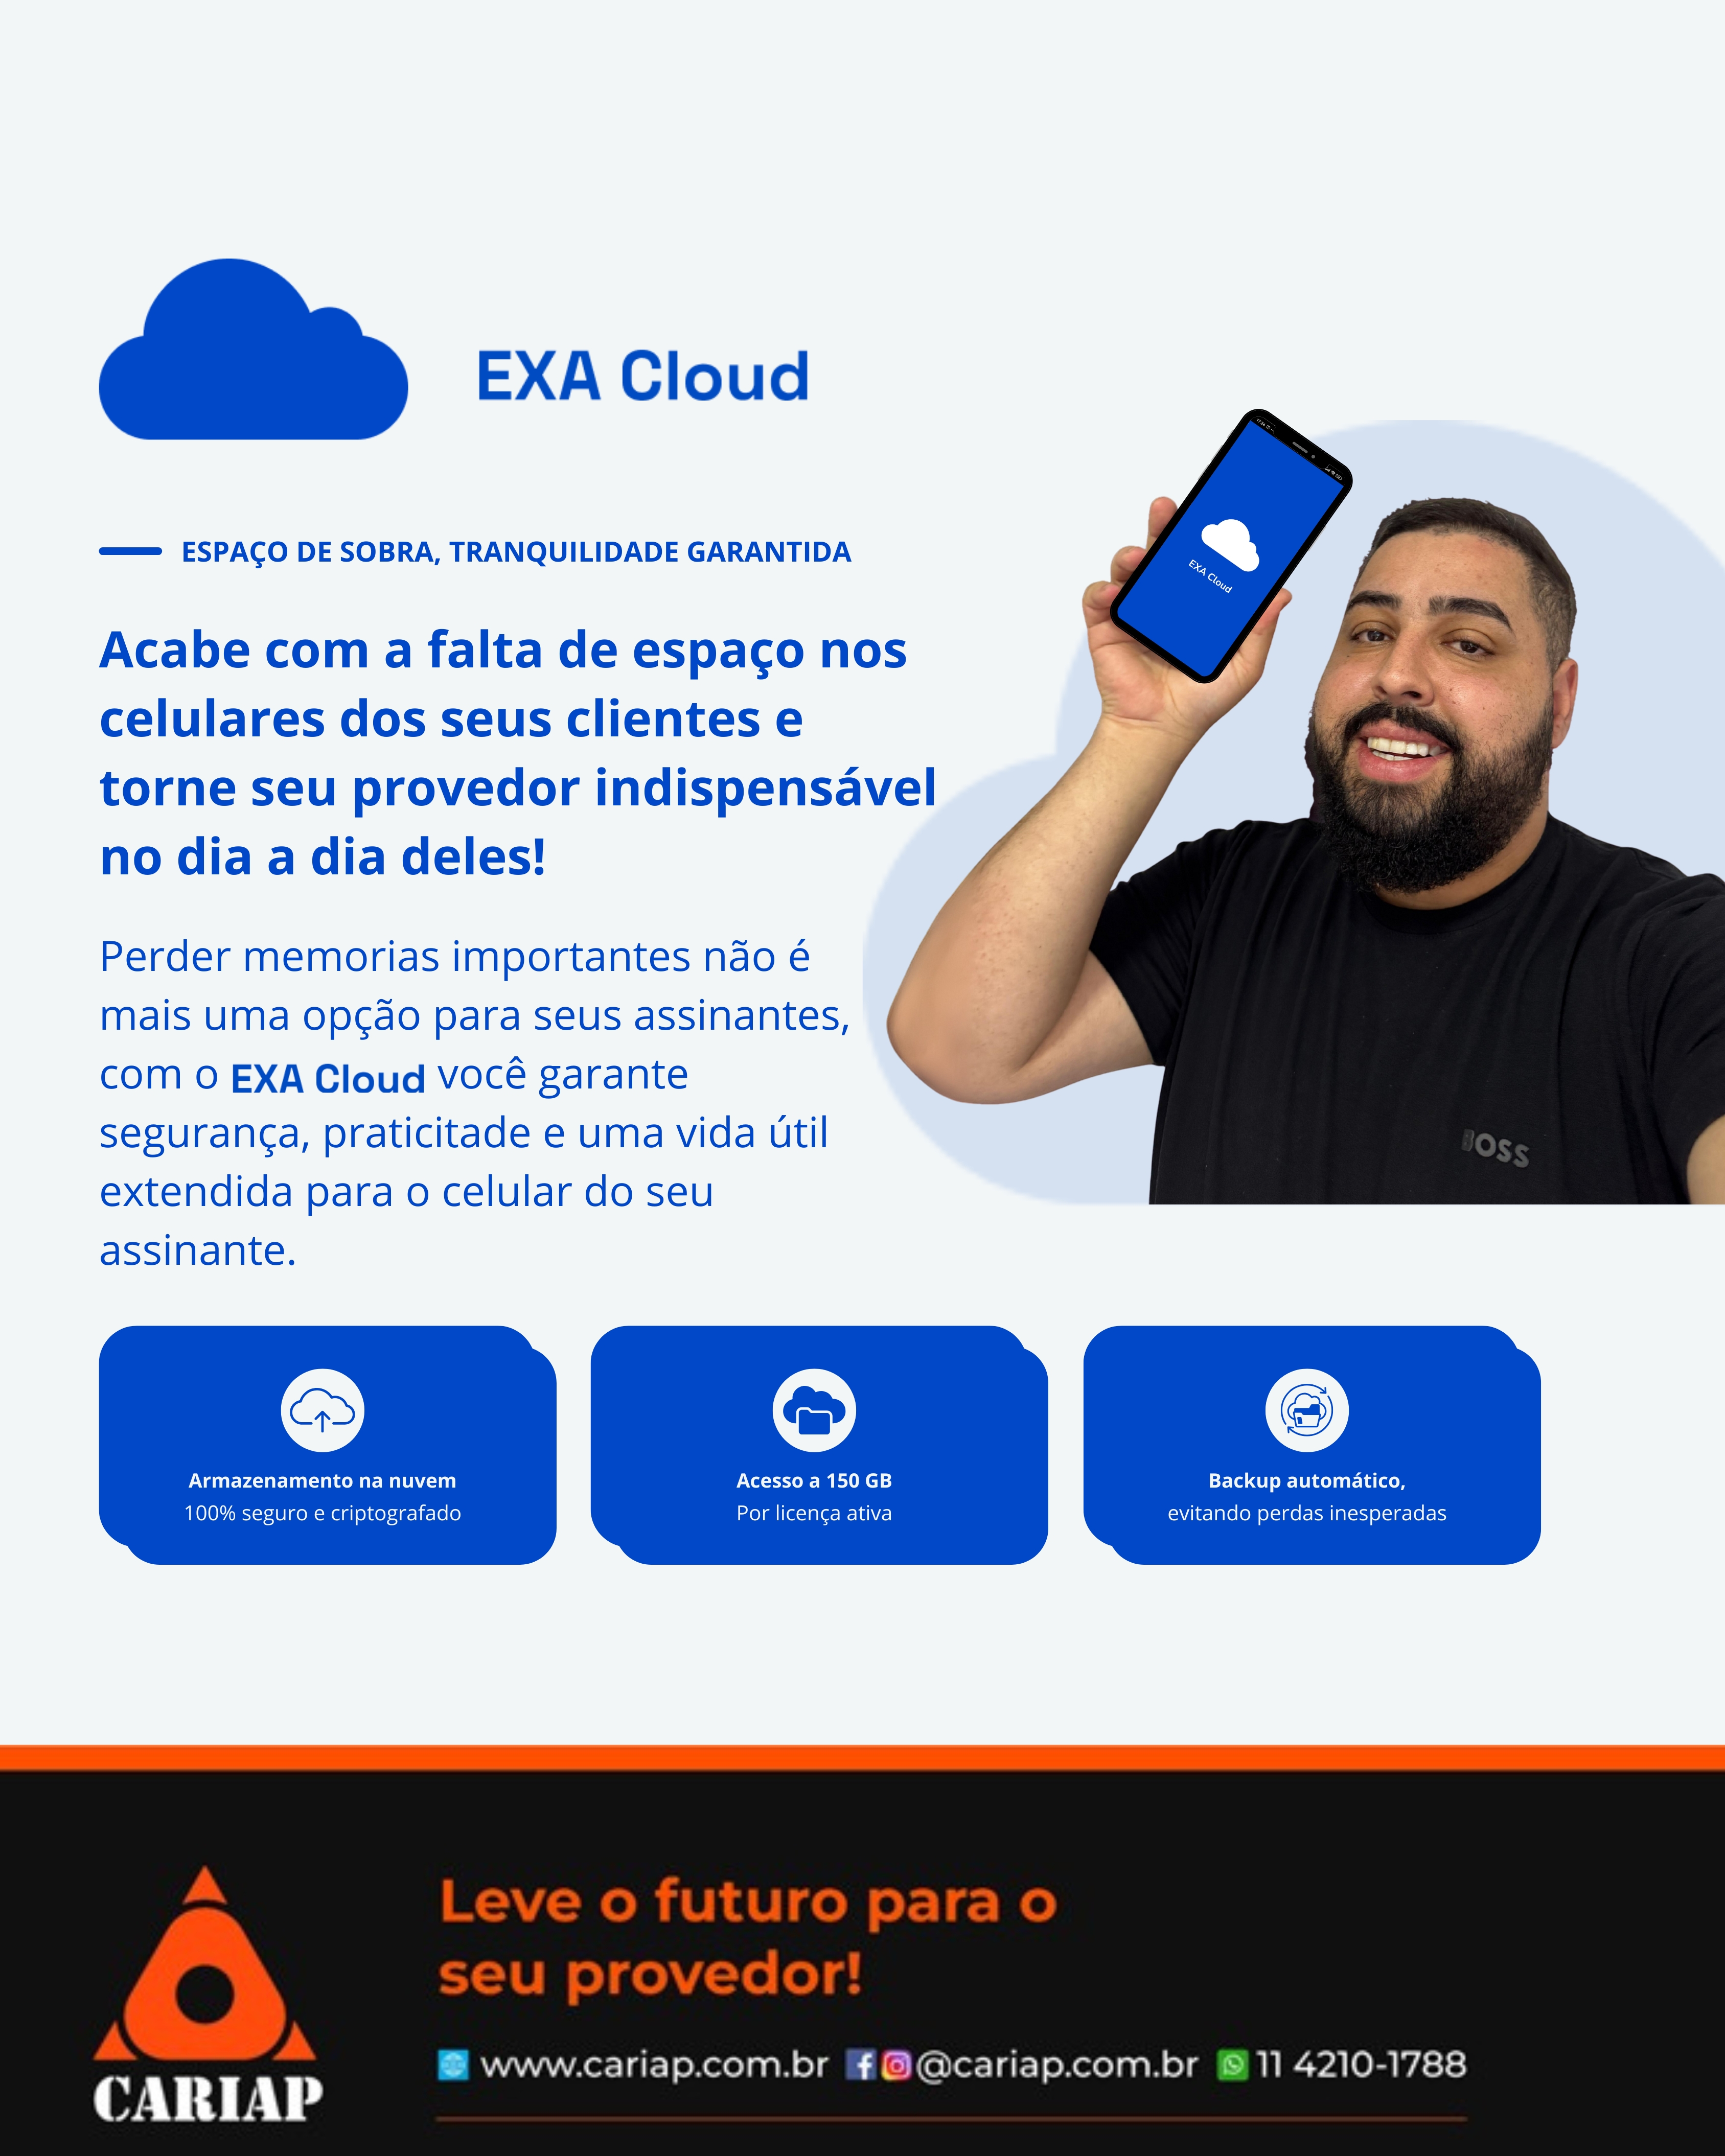 EXA Cloud
ESPAÇO DE SOBRA, TRANQUILIDADE GARANTIDA
Acabe com a falta de espaço nos
celulares dos seus clientes e
torne seu provedor indispensável
no dia a dia deles!
Perder memorias importantes não é
mais uma opção para seus assinantes,
com o EXA Cloud você garante
segurança, praticitade e uma vida útil
extendida para o celular do seu
assinante.
EXA Cloud
BOSS
Armazenamento na nuvem
100% seguro e criptografado
Acesso a 150 GB
Por licença ativa
Backup automático,
evitando perdas inesperadas
Leve o futuro para o
seu provedor!
www.cariap.com.br @cariap.com.br 11 4210-1788
CARIAP